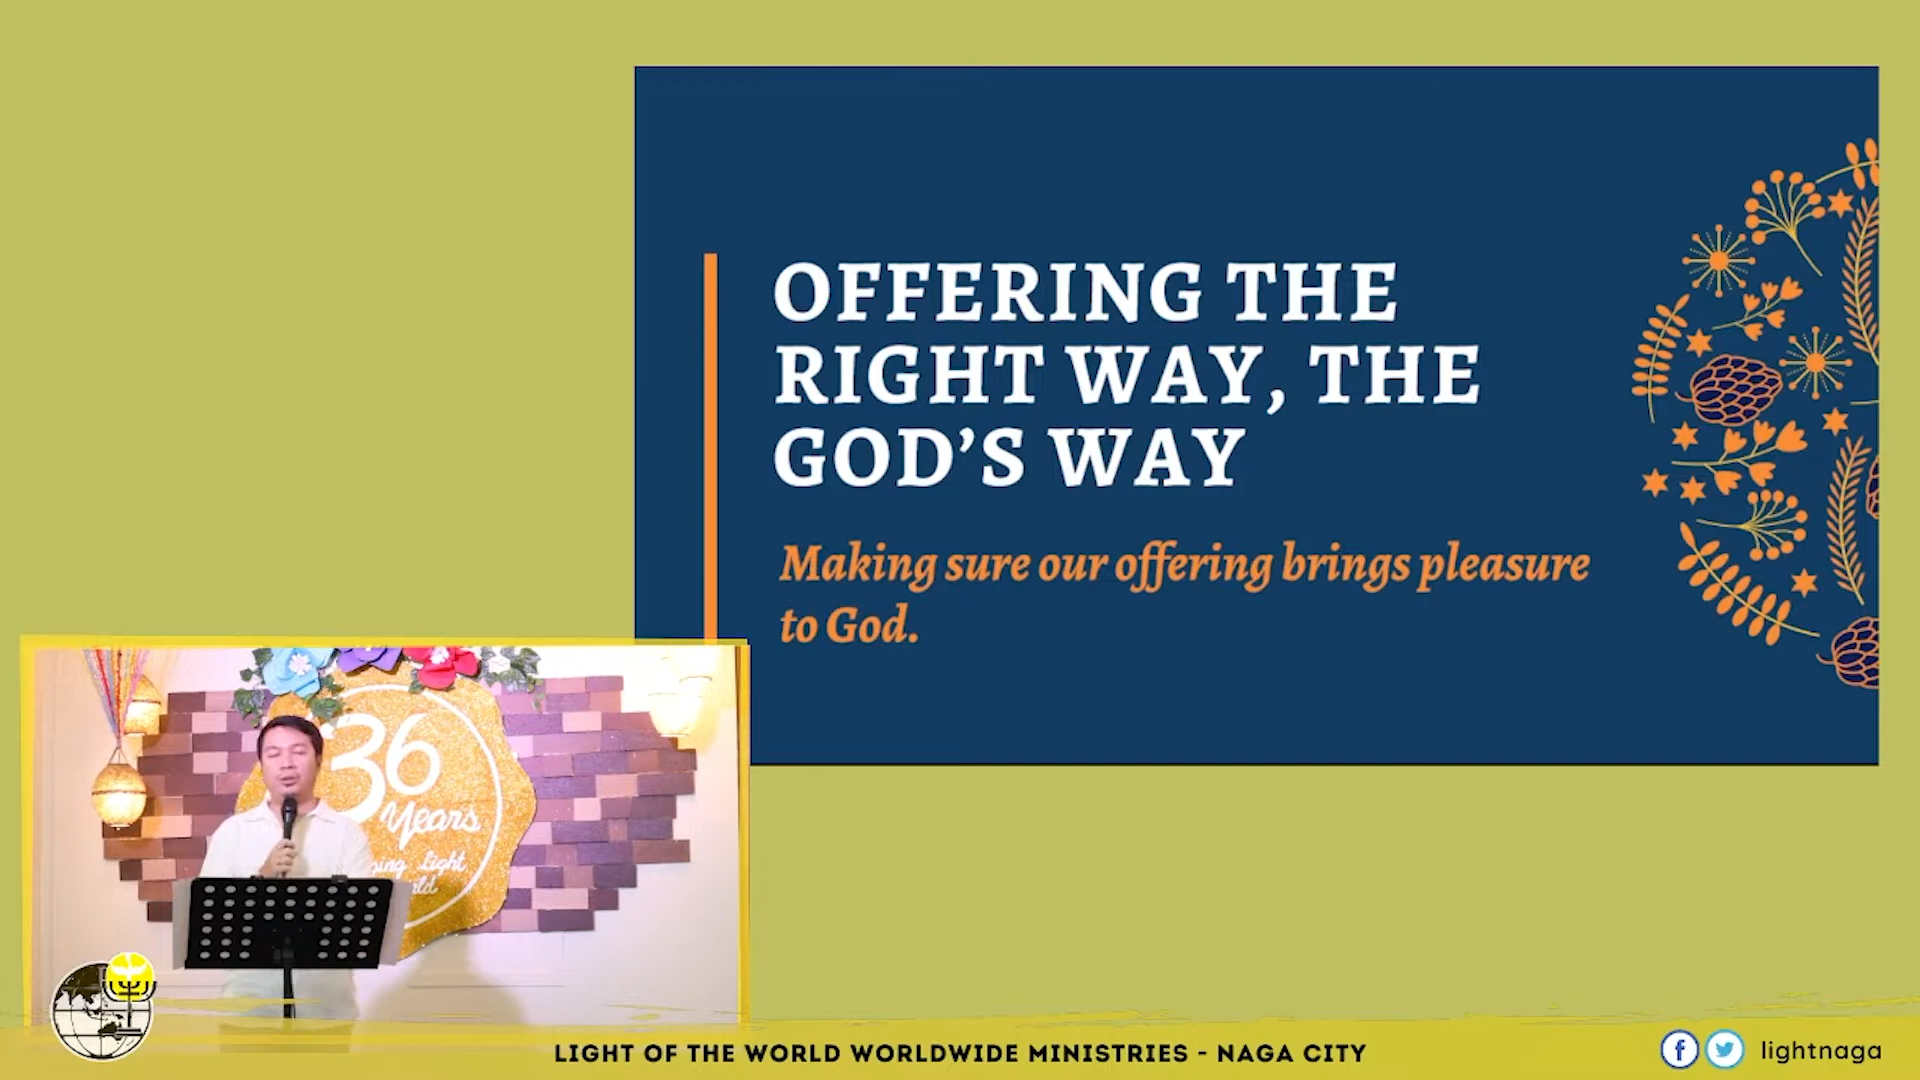 OFFERING THE
RIGHT WAY, THE
GOD'S WAY
Making sure our offering brings pleasure
to God.
36
Years
Light
LIGHT OF THE WORLD WORLDWIDE MINISTRIES - NAGA CITY
lightnaga